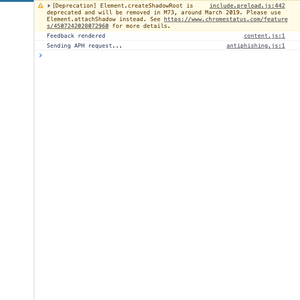 [Deprecation] Element.createShadowRoot is include.preload.js:442
deprecated and will be removed in M73, around March 2019. Please use
Element.attachShadow instead. See https://www.chromestatus.com/feature
s/4507242028072960 for more details.
Feedback rendered content.js:1
Sending APH request... antiphishing.js:1